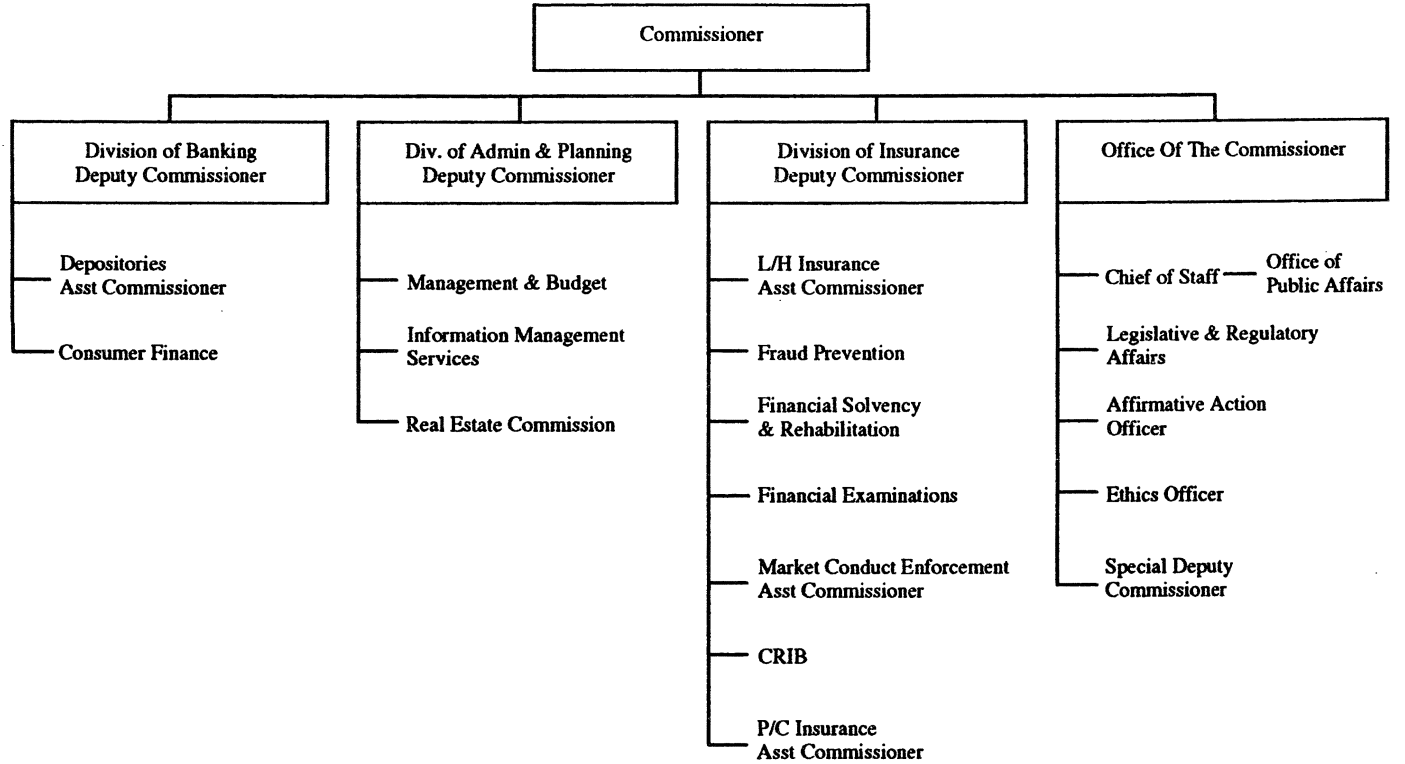 Commissioner
Division of Banking
Deputy Commissioner
Depositories
Asst Commissioner
Consumer Finance
Div. of Admin & Planning
Deputy Commissioner
Management & Budget
Information Management
Services
Real Estate Commission
Division of Insurance
Deputy Commissioner
L/H Insurance
Asst Commissioner
Fraud Prevention
Financial Solvency
& Rehabilitation
Financial Examinations
Market Conduct Enforcement
Asst Commissioner
CRIB
P/C Insurance
Asst Commissioner
Office Of The Commissioner
Chief of Staff
Office of
Public Affairs
Legislative & Regulatory
Affairs
Affirmative Action
Officer
Ethics Officer
Special Deputy
Commissioner